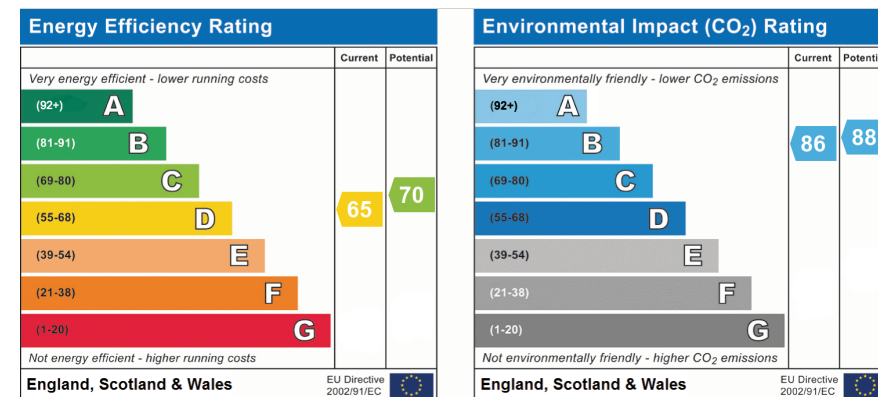 Energy Efficiency Rating
Current Potential
Very energy efficient - lower running costs
(92+) A
(81-91) B
(69-80) C
(55-68) D
(39-54) E
(21-38) F
(1-20) G
65
70
Not energy efficient - higher running costs
England, Scotland & Wales
EU Directive
2002/91/EC
Environmental Impact (CO₂) Rating
Current Potenti
Very environmentally friendly - lower CO₂ emissions
(92+) A
(81-91) B
(69-80) C
(55-68) D
(39-54) E
(21-38) F
(1-20) G
86
88
Not environmentally friendly - higher CO₂ emissions
England, Scotland & Wales
EU Directive
2002/91/EC